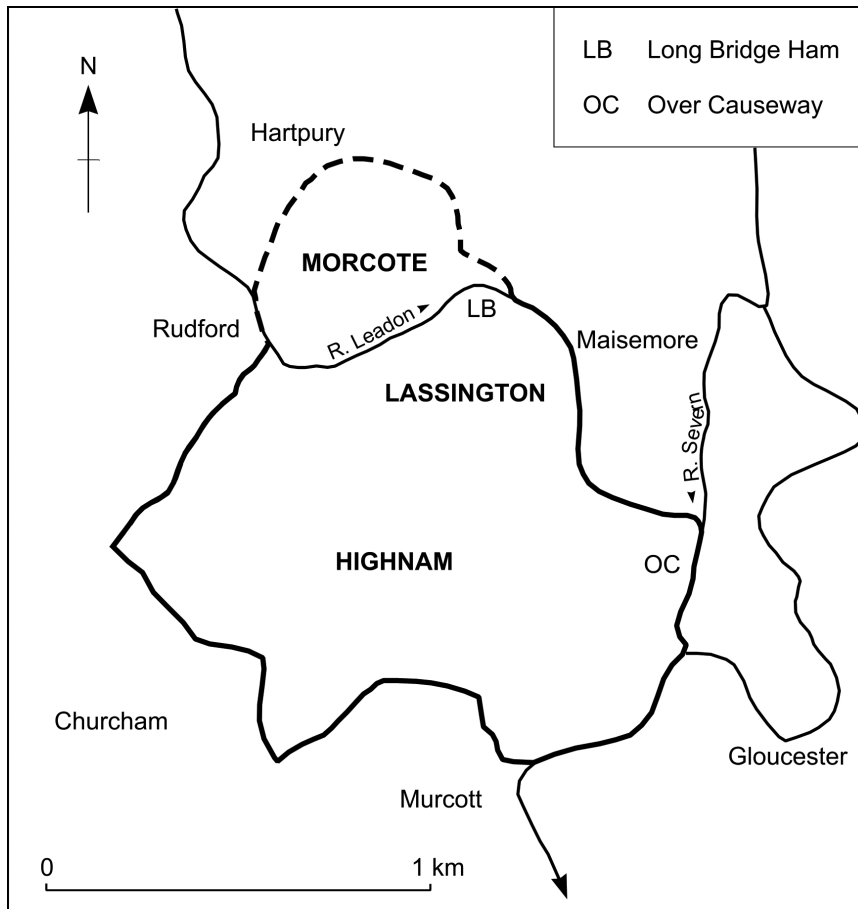 LB Long Bridge Ham
OC Over Causeway
N
Hartpury
MORCOTE
Rudford
R. Leadon
LB
Maisemore
LASSINGTON
R. Severn
HIGHNAM
OC
Churcham
Gloucester
Murcott
0 1 km